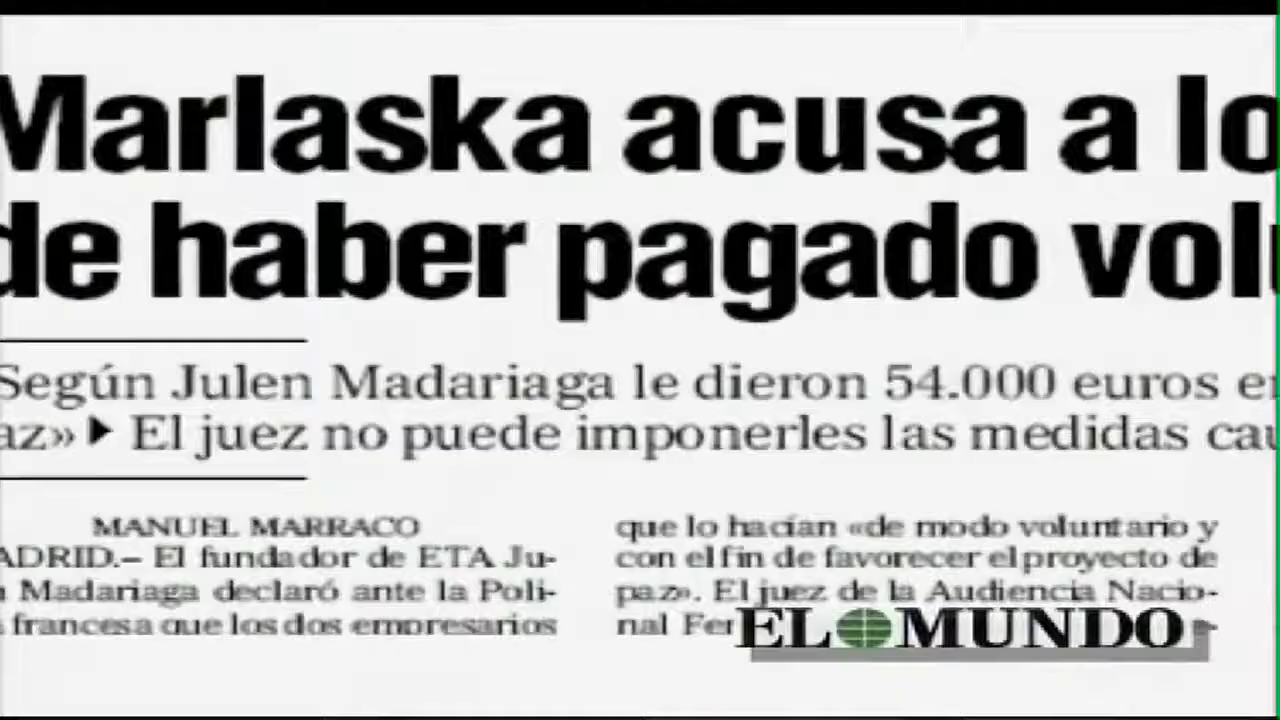 Marlaska acusa a lo
de haber pagado volu
Según Julen Madariaga le dieron 54.000 euros en
az» ▶ El juez no puede imponerles las medidas cau
MANUEL MARRACO
ADRID.– El fundador de ETA Ju-
n Madariaga declaró ante la Poli-
a francesa que los dos empresarios
que lo hacían «de modo voluntario y
con el fin de favorecer el proyecto de
paz». El juez de la Audiencia Nacio-
nal Fer
EL MUNDO